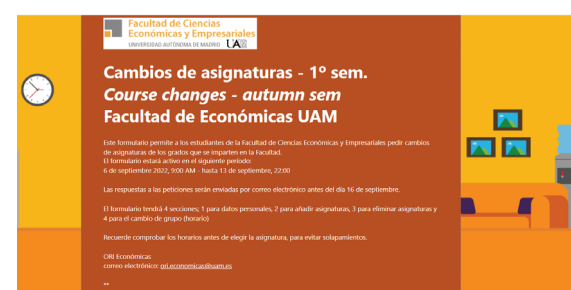 Facultad de Ciencias
Económicas y Empresariales
UNIVERSIDAD AUTÓNOMA DE MADRID UAM
Cambios de asignaturas - 1º sem.
Course changes - autumn sem
Facultad de Económicas UAM
Este formulario permite a los estudiantes de la Facultad de Ciencias Económicas y Empresariales pedir cambios
de asignaturas de los grados que se imparten en la Facultad.
El formulario estará activo en el siguiente período:
6 de septiembre 2022, 9:00 AM - hasta 13 de septiembre, 22:00
Las respuestas a las peticiones serán enviadas por correo electrónico antes del día 16 de septiembre.
El formulario tendrá 4 secciones; 1 para datos personales, 2 para añadir asignaturas, 3 para eliminar asignaturas y
4 para el cambio de grupo (horario)
Recuerde comprobar los horarios antes de elegir la asignatura, para evitar solapamientos.
ORI Económicas
correo electrónico: ori.economicas@uam.es
**